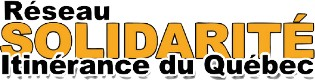 Réseau
SOLIDARITÉ
Itinérance du Québec